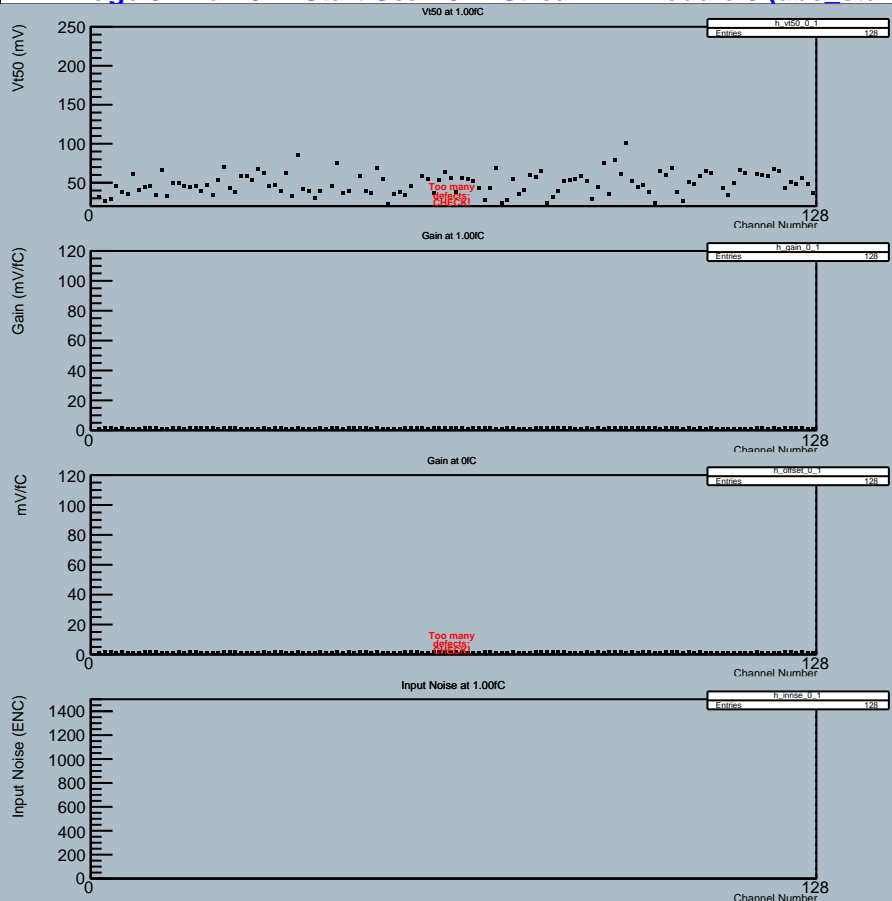 Vt50 at 1.00fC
h_vt50_0_1
Entries 128
Vt50 (mV)
250
200
150
100
50
Too many
defects:
CHECK!
0
128
Channel Number
Gain at 1.00fC
h_gain_0_1
Entries 128
Gain (mV/fC)
120
100
80
60
40
20
0
0
128
Channel Number
Gain at 0fC
h_offset_0_1
Entries 128
mV/fC
120
100
80
60
40
20
0
Too many
defects:
CHECK!
0
128
Channel Number
Input Noise at 1.00fC
h_innse_0_1
Entries 128
Input Noise (ENC)
1400
1200
1000
800
600
400
200
0
0
128
Channel Number